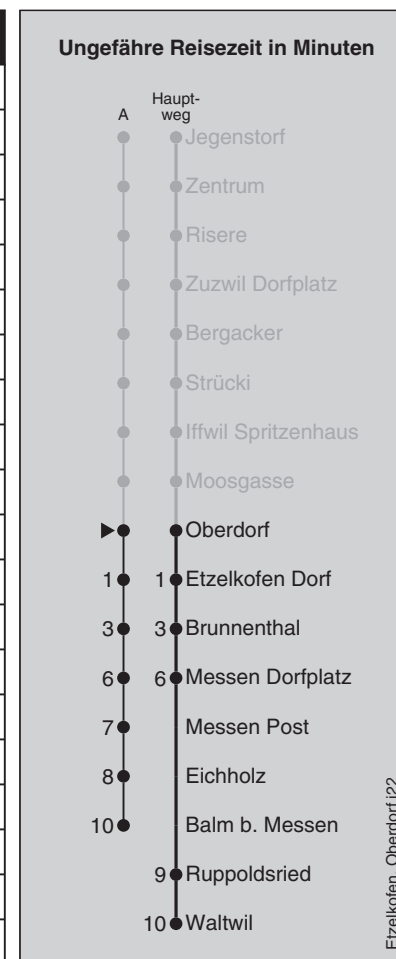 Ungefähre Reisezeit in Minuten
A
Haupt-
weg
Jegenstorf
Zentrum
Risere
Zuzwil Dorfplatz
Bergacker
Strücki
Iffwil Spritzenhaus
Moosgasse
Oberdorf
1 1 Etzelkofen Dorf
3 3 Brunnenthal
6 6 Messen Dorfplatz
7 Messen Post
8 Eichholz
10 Balm b. Messen
9 Ruppoldsried
10 Waltwil
Etzelkofen, Oberdorf j22